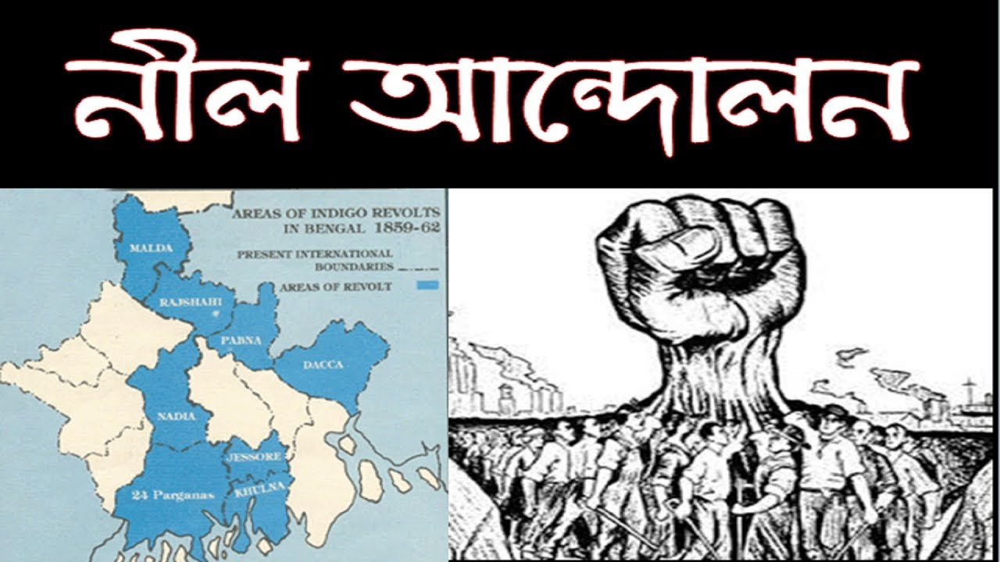 নীল আন্দোলন
AREAS OF INDIGO REVOLTS
IN BENGAL 1859-62
PRESENT INTERNATIONAL
BOUNDARIES
AREAS OF REVOLT
MALDA
RAJSHAHI
PABNA
DACCA
NADIA
JESSORE
KHULNA
24 Parganas